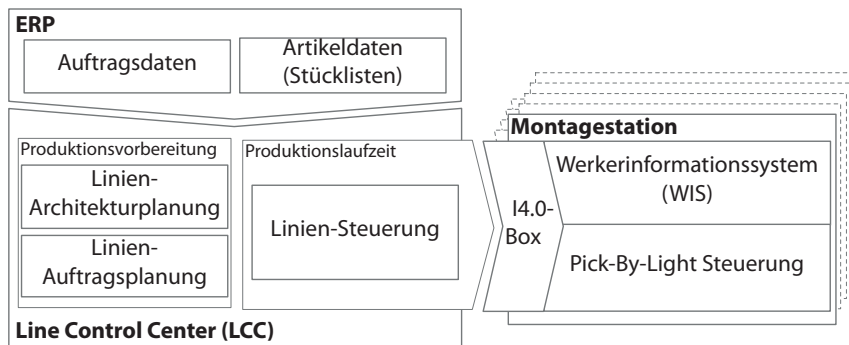 ERP
Auftragsdaten
Artikeldaten
(Stücklisten)
Produktionsvorbereitung
Linien-
Architekturplanung
Linien-
Auftragsplanung
Produktionslaufzeit
Linien-Steuerung
Line Control Center (LCC)
Montagestation
I4.0-
Box
Werkerinformationssystem
(WIS)
Pick-By-Light Steuerung